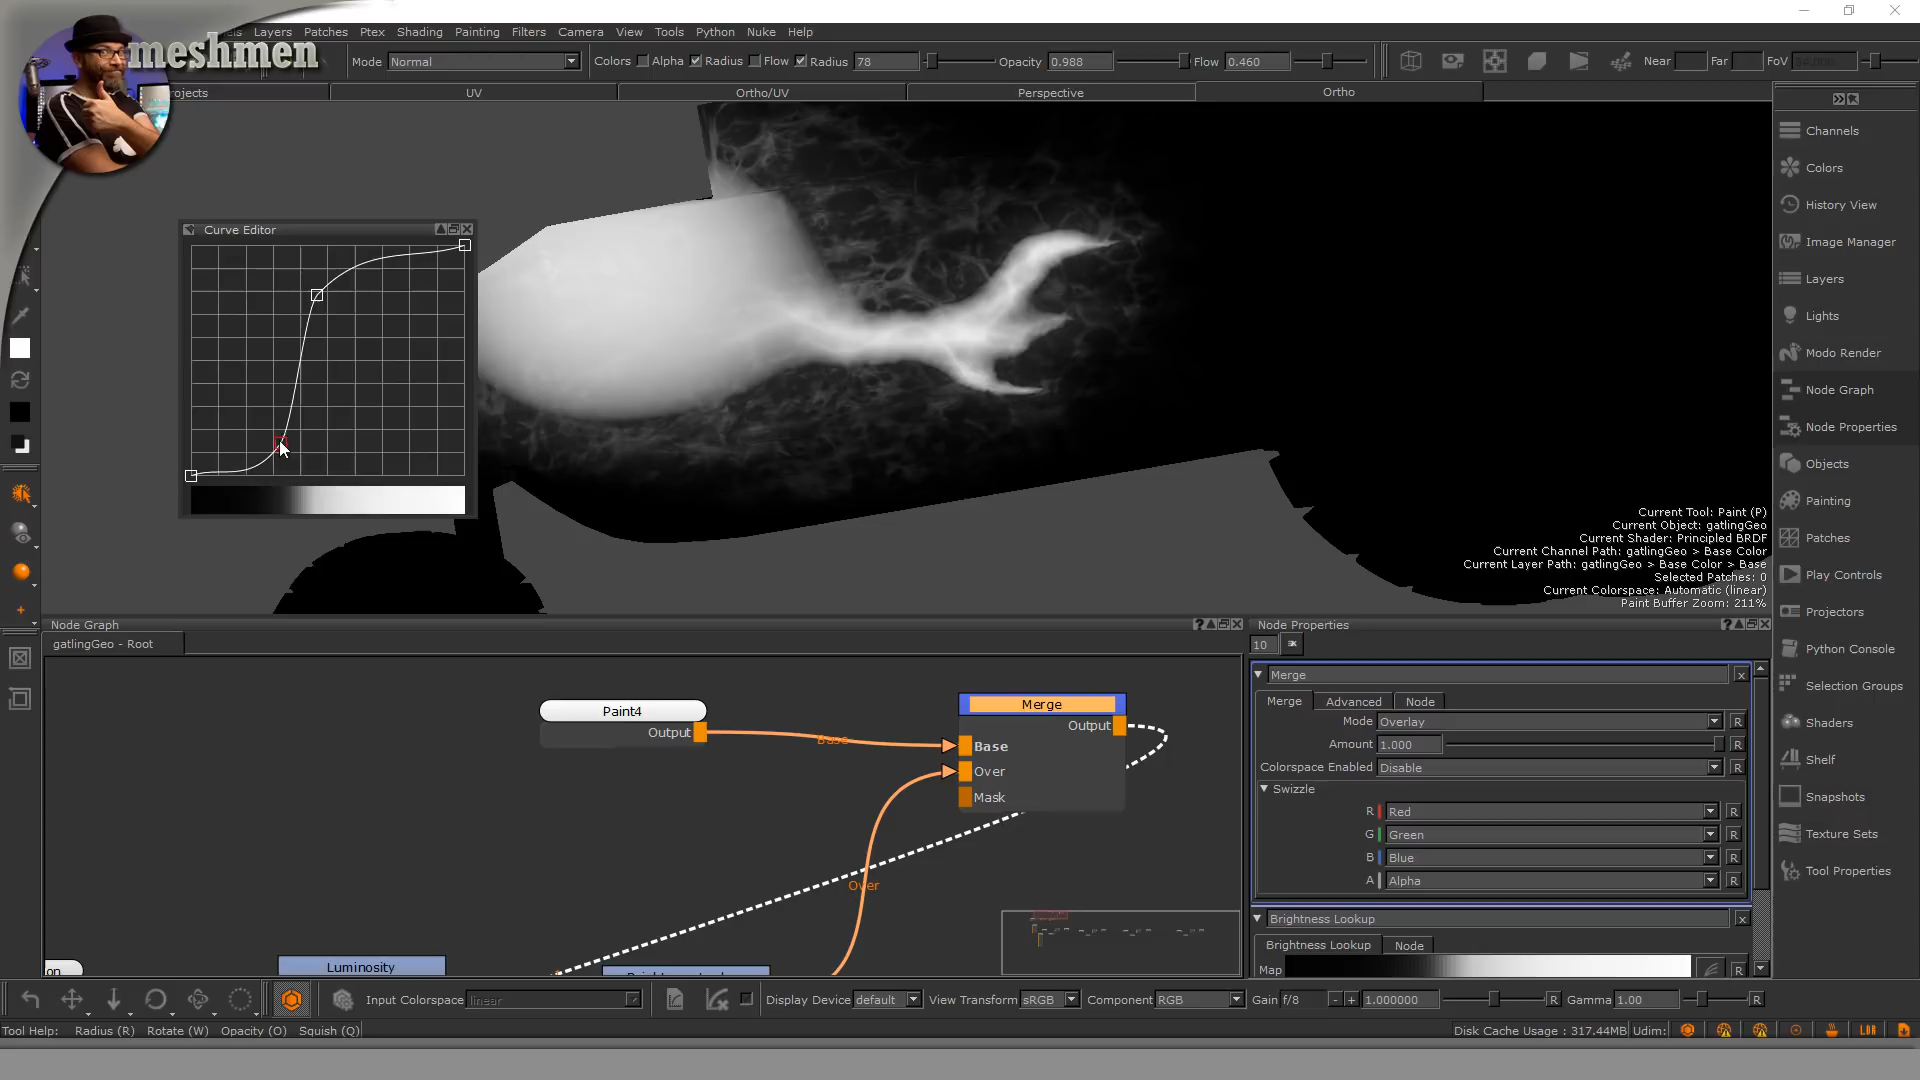 meshmen
Layers Patches Ptex Shading Painting Filters Camera View Tools Python Nuke Help
Mode Normal Colors Alpha Radius Flow Radius 78 Opacity 0.988 Flow 0.460 Near Far FoV
rojects UV Ortho/UV Perspective Ortho
Curve Editor
Channels
Colors
History View
Image Manager
Layers
Lights
Modo Render
Node Graph
Node Properties
Objects
Painting
Patches
Play Controls
Projectors
Python Console
Selection Groups
Shaders
Shelf
Snapshots
Texture Sets
Tool Properties
Current Tool: Paint (P)
Current Object: gatlingGeo
Current Shader: Principled BRDF
Current Channel Path: gatlingGeo > Base Color
Current Layer Path: gatlingGeo > Base Color > Base
Selected Patches: 0
Current Colorspace: Automatic (linear)
Paint Buffer Zoom: 211%
Node Graph
gatlingGeo - Root
Paint4
Output
Base
Merge
Output
Base
Over
Mask
Over
on
Luminosity
Node Properties
10
Merge
Merge Advanced Node
Mode Overlay R
Amount 1.000 R
Colorspace Enabled Disable R
Swizzle
R Red R
G Green R
B Blue R
A Alpha R
Brightness Lookup
Brightness Lookup Node
Map R
Input Colorspace linear Display Device default View Transform sRGB Component RGB Gain f/8 - + 1.000000 R Gamma 1.00 R
Tool Help: Radius (R) Rotate (W) Opacity (O) Squish (Q) Disk Cache Usage : 317.44MB Udim: LDR